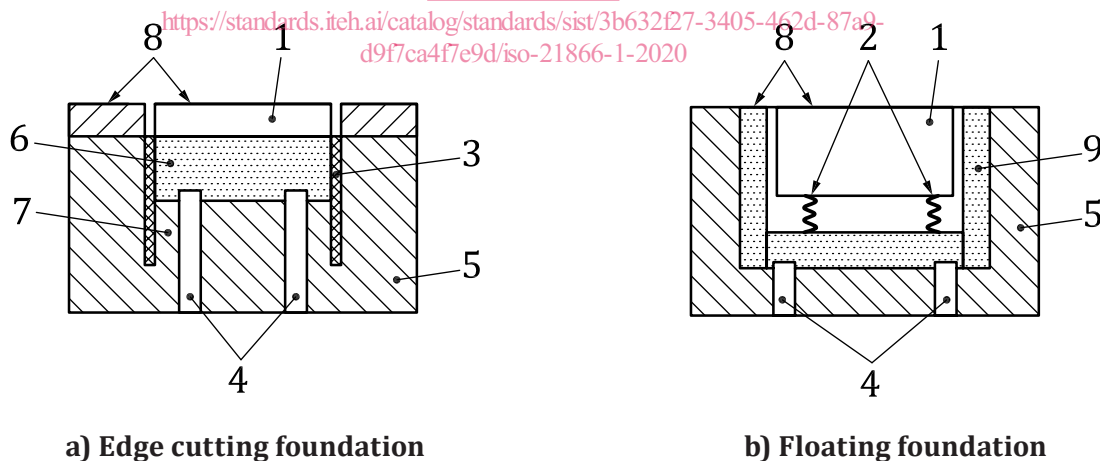 https://standards.iteh.ai/catalog/standards/sist/3b632f27-3405-462d-87a9-
d9f7ca4f7e9d/iso-21866-1-2020
8 1
6
3
7
5
4
8 2 1
9
5
4
a) Edge cutting foundation
b) Floating foundation